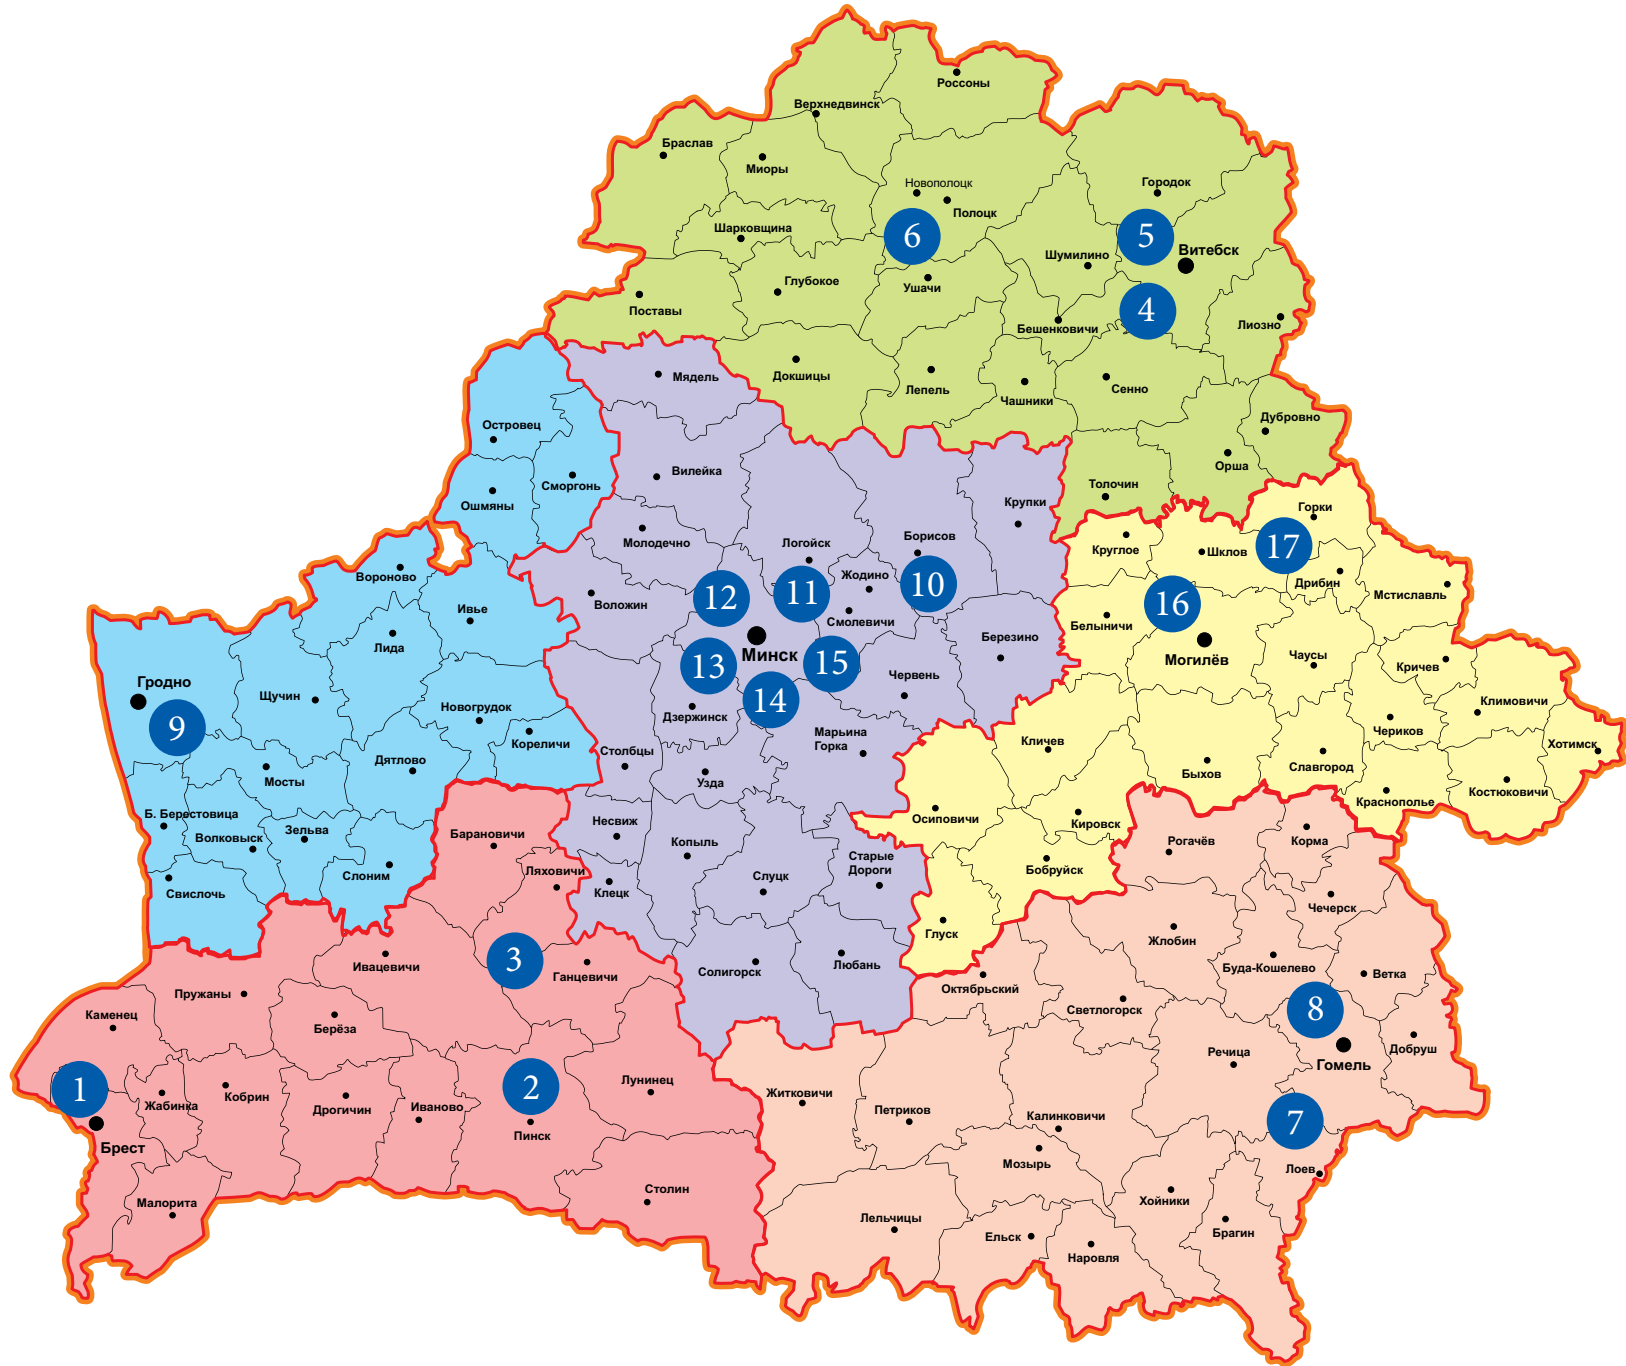 Россоны
Верхнедвинск
Браслав
Миоры
Новополоцк
Полоцк
Городок
Шарковщина
6
5
Витебск
Шумилино
Глубокое
Ушачи
Поставы
4
Бешенковичи
Лиозно
Докшицы
Лепель
Чашники
Сенно
Дубровно
Орша
Толочин
Мядель
Вилейка
Крупки
Молодечно
Логойск
Борисов
Жодино
12
11
10
Воложин
Смолевичи
Минск
13
15
14
Березино
Червень
Дзержинск
Марьина
Горка
Столбцы
Узда
Несвиж
Копыль
Клецк
Слуцк
Старые
Дороги
Солигорск
Любань
Островец
Сморгонь
Ошмяны
Вороново
Ивье
Лида
Гродно
9
Щучин
Новогрудок
Кореличи
Дятлово
Мосты
Б. Берестовица
Волковыск
Зельва
Слоним
Свислочь
Горки
17
Круглое
Шклов
Дрибин
Мстиславль
16
Белыничи
Могилёв
Чаусы
Кричев
Климовичи
Чериков
Хотимск
Кличев
Быхов
Славгород
Краснополье
Костюковичи
Осиповичи
Кировск
Бобруйск
Глуск
Барановичи
Ляховичи
3
Ивацевичи
Ганцевичи
Пружаны
Каменец
Берёза
1
Жабинка
Кобрин
Дрогичин
Иваново
2
Пинск
Лунинец
Брест
Малорита
Столин
Рогачёв
Корма
Чечерск
Жлобин
Буда-Кошелево
Ветка
Октябрьский
Светлогорск
8
Речица
Гомель
Добруш
Житковичи
Петриков
Калинковичи
7
Мозырь
Лоев
Хойники
Лельчицы
Ельск
Наровля
Брагин